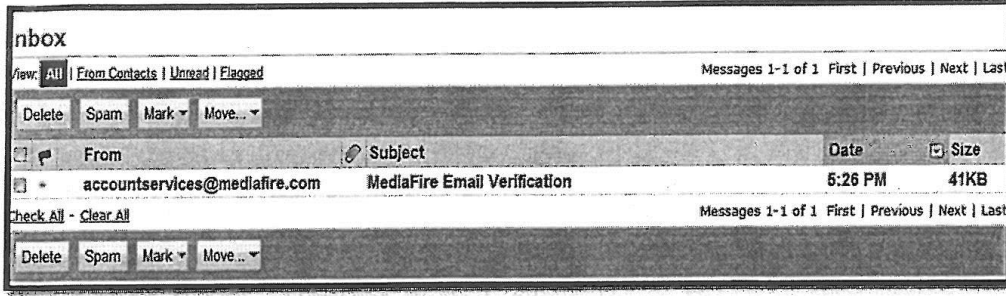 nbox
View: All | From Contacts | Unread | Flagged Messages 1-1 of 1 First | Previous | Next | Last
Delete Spam Mark Move...
From Subject Date Size
accountservices@mediafire.com MediaFire Email Verification 5:26 PM 41KB
Check All - Clear All Messages 1-1 of 1 First | Previous | Next | Last
Delete Spam Mark Move...